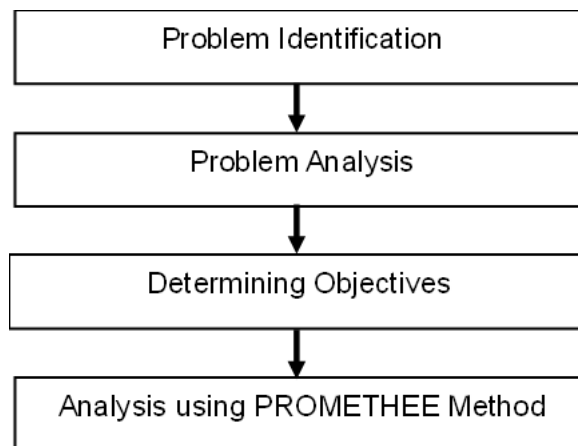 Problem Identification
Problem Analysis
Determining Objectives
Analysis using PROMETHEE Method